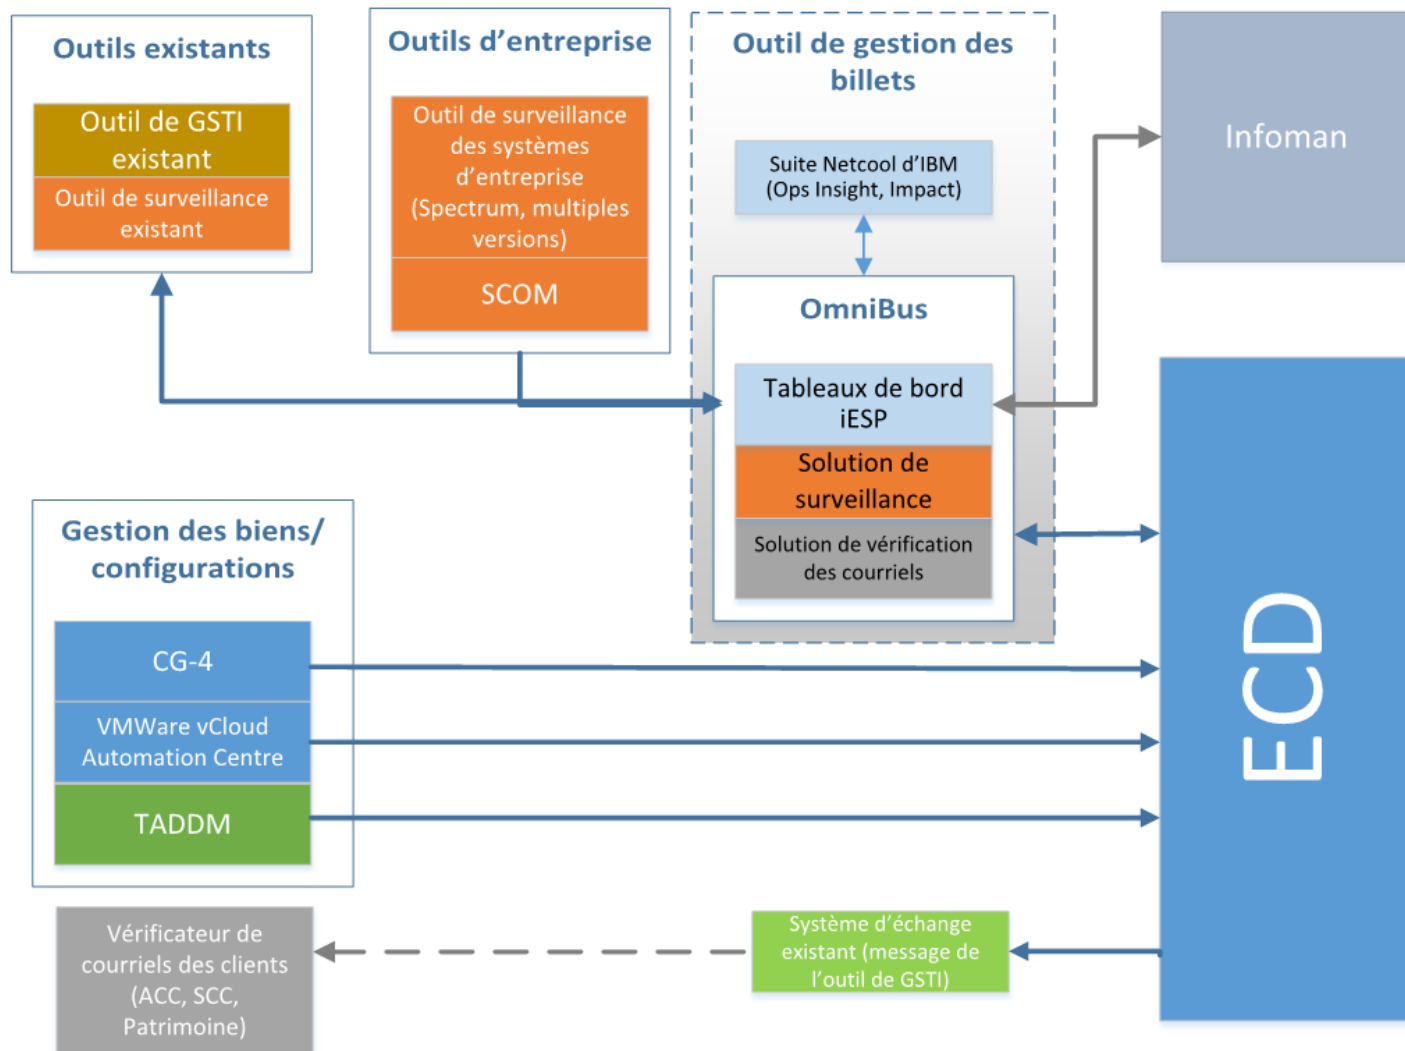 Outils existants
Outil de GSTI
existant
Outil de surveillance
existant
Outils d’entreprise
Outil de surveillance
des systèmes
d’entreprise
(Spectrum, multiples
versions)
SCOM
Outil de gestion des
billets
Suite Netcool d’IBM
(Ops Insight, Impact)
OmniBus
Tableaux de bord
iESP
Solution de
surveillance
Solution de vérification
des courriels
Infoman
Gestion des biens/
configurations
CG-4
VMWare vCloud
Automation Centre
TADDM
ECD
Vérificateur de
courriels des clients
(ACC, SCC,
Patrimoine)
Système d’échange
existant (message de
l’outil de GSTI)